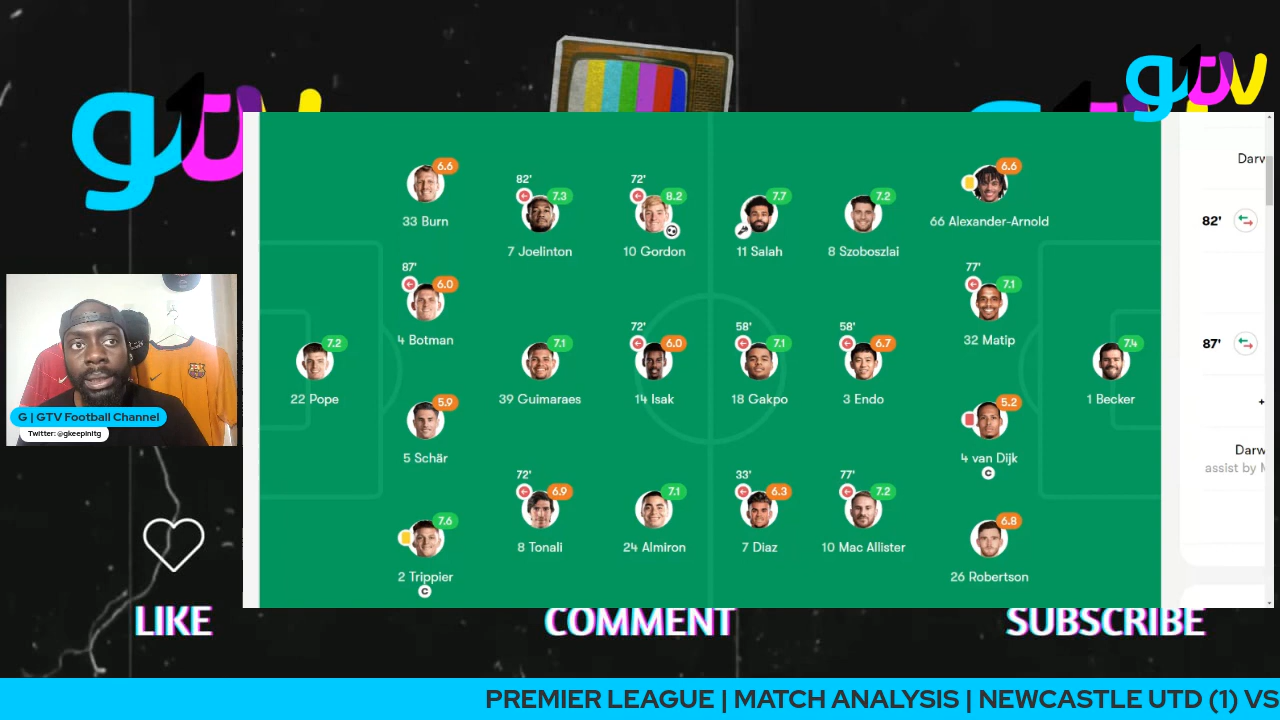 gtv
gtv
6.6
33 Burn
82'
7.3
7 Joelinton
72'
8.2
10 Gordon
7.7
11 Salah
7.2
8 Szoboszlai
6.6
66 Alexander-Arnold
87'
6.0
4 Botman
77'
7.1
32 Matip
7.2
22 Pope
7.1
39 Guimaraes
72'
6.0
14 Isak
58'
7.1
18 Gakpo
58'
6.7
3 Endo
7.4
1 Becker
5.9
5 Schär
5.2
4 van Dijk
C
72'
6.9
8 Tonali
7.1
24 Almiron
33'
6.3
7 Diaz
77'
7.2
10 Mac Allister
7.6
2 Trippier
C
6.8
26 Robertson
Darw
82'
87'
+
Darw
assist by M
G | GTV Football Channel
Twitter: @gkeepinitg
LIKE
COMMENT
SUBSCRIBE
PREMIER LEAGUE | MATCH ANALYSIS | NEWCASTLE UTD (1) VS